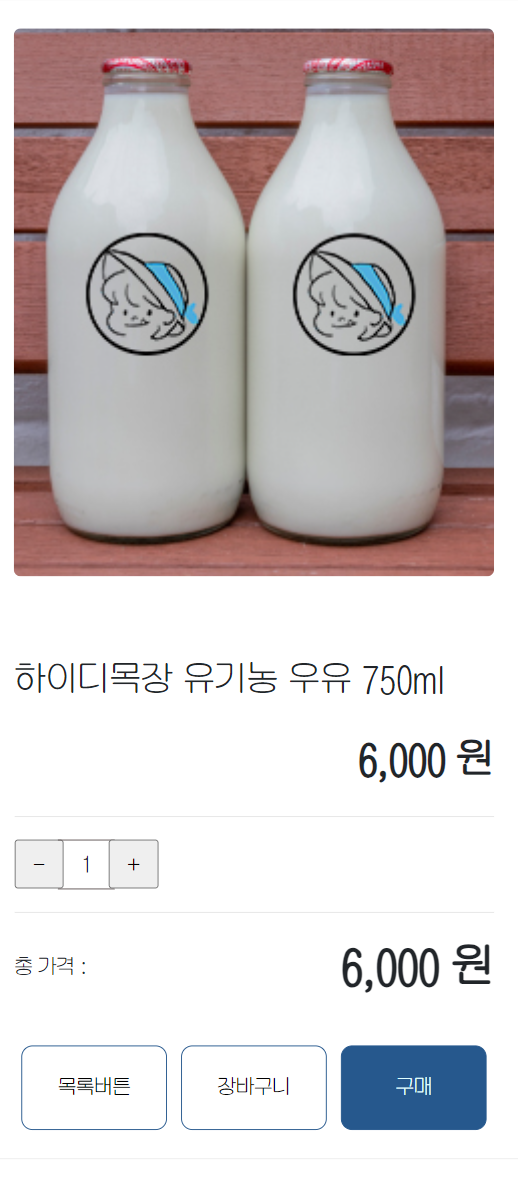 하이디목장 유기농 우유 750ml
6,000 원
- 1 +
총 가격 : 6,000 원
목록버튼 장바구니 구매